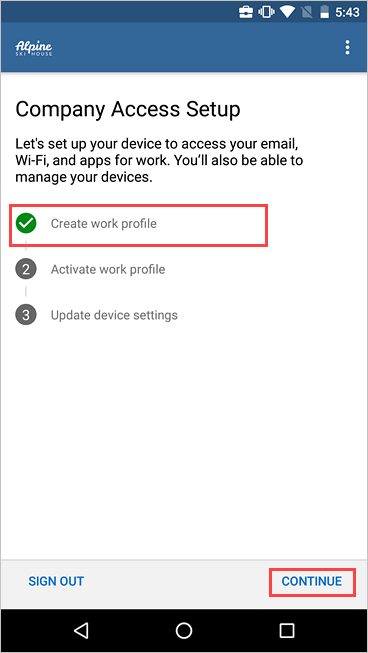 5:43
Alpine
SKI HOUSE
Company Access Setup
Let's set up your device to access your email,
Wi-Fi, and apps for work. You’ll also be able to
manage your devices.
Create work profile
2 Activate work profile
3 Update device settings
SIGN OUT CONTINUE